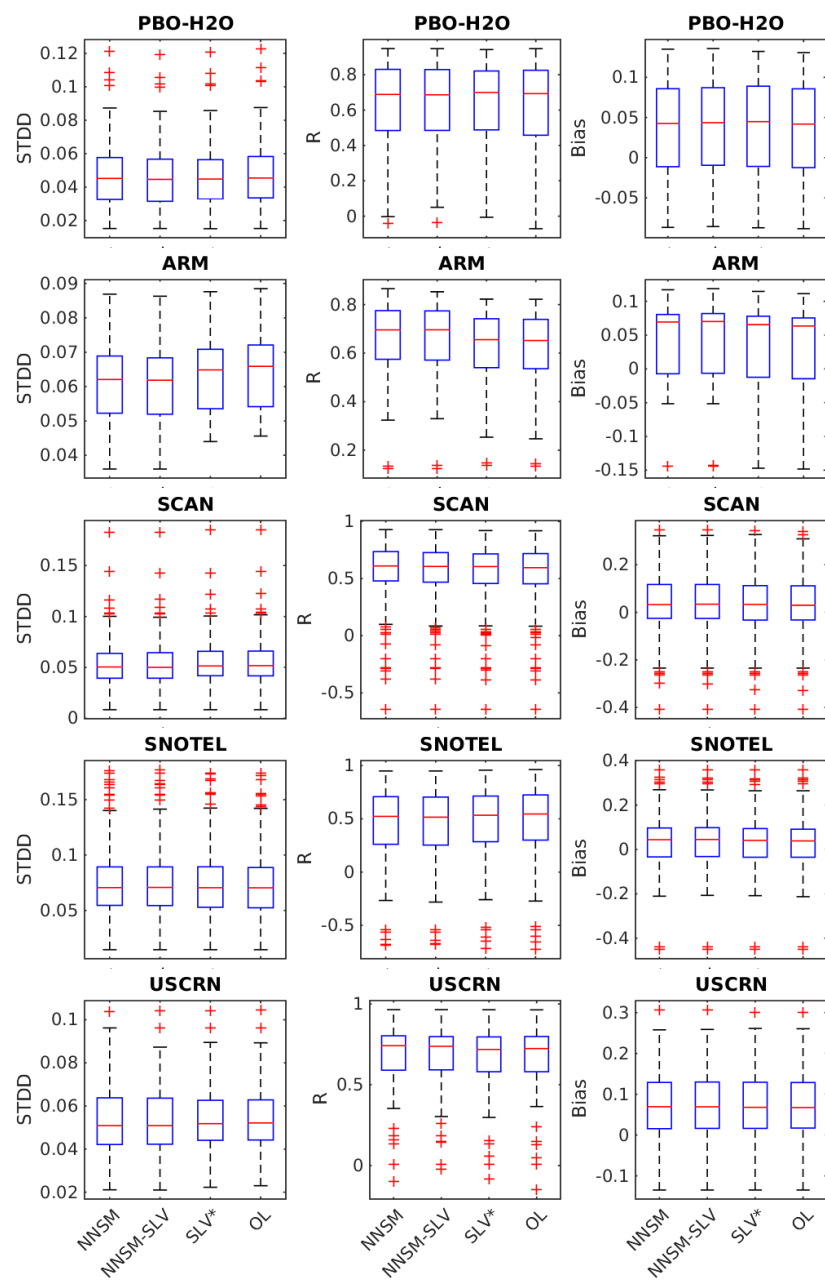 PBO-H2O PBO-H2O PBO-H2O
STDD 0.12 0.1 0.08 0.06 0.04 0.02
R 0.8 0.6 0.4 0.2 0
Bias 0.1 0.05 0 -0.05
ARM ARM ARM
STDD 0.09 0.08 0.07 0.06 0.05 0.04
R 0.8 0.6 0.4 0.2
Bias 0.1 0.05 0 -0.05 -0.1 -0.15
SCAN SCAN SCAN
STDD 0.15 0.1 0.05 0
R 1 0.5 0 -0.5
Bias 0.2 0 -0.2 -0.4
SNOTEL SNOTEL SNOTEL
STDD 0.15 0.1 0.05
R 1 0.5 0 -0.5
Bias 0.4 0.2 0 -0.2 -0.4
USCRN USCRN USCRN
STDD 0.1 0.08 0.06 0.04 0.02
R 1 0.5 0
Bias 0.3 0.2 0.1 0 -0.1
NNSM NNSM-SLV SLV* OL NNSM NNSM-SLV SLV* OL NNSM NNSM-SLV SLV* OL